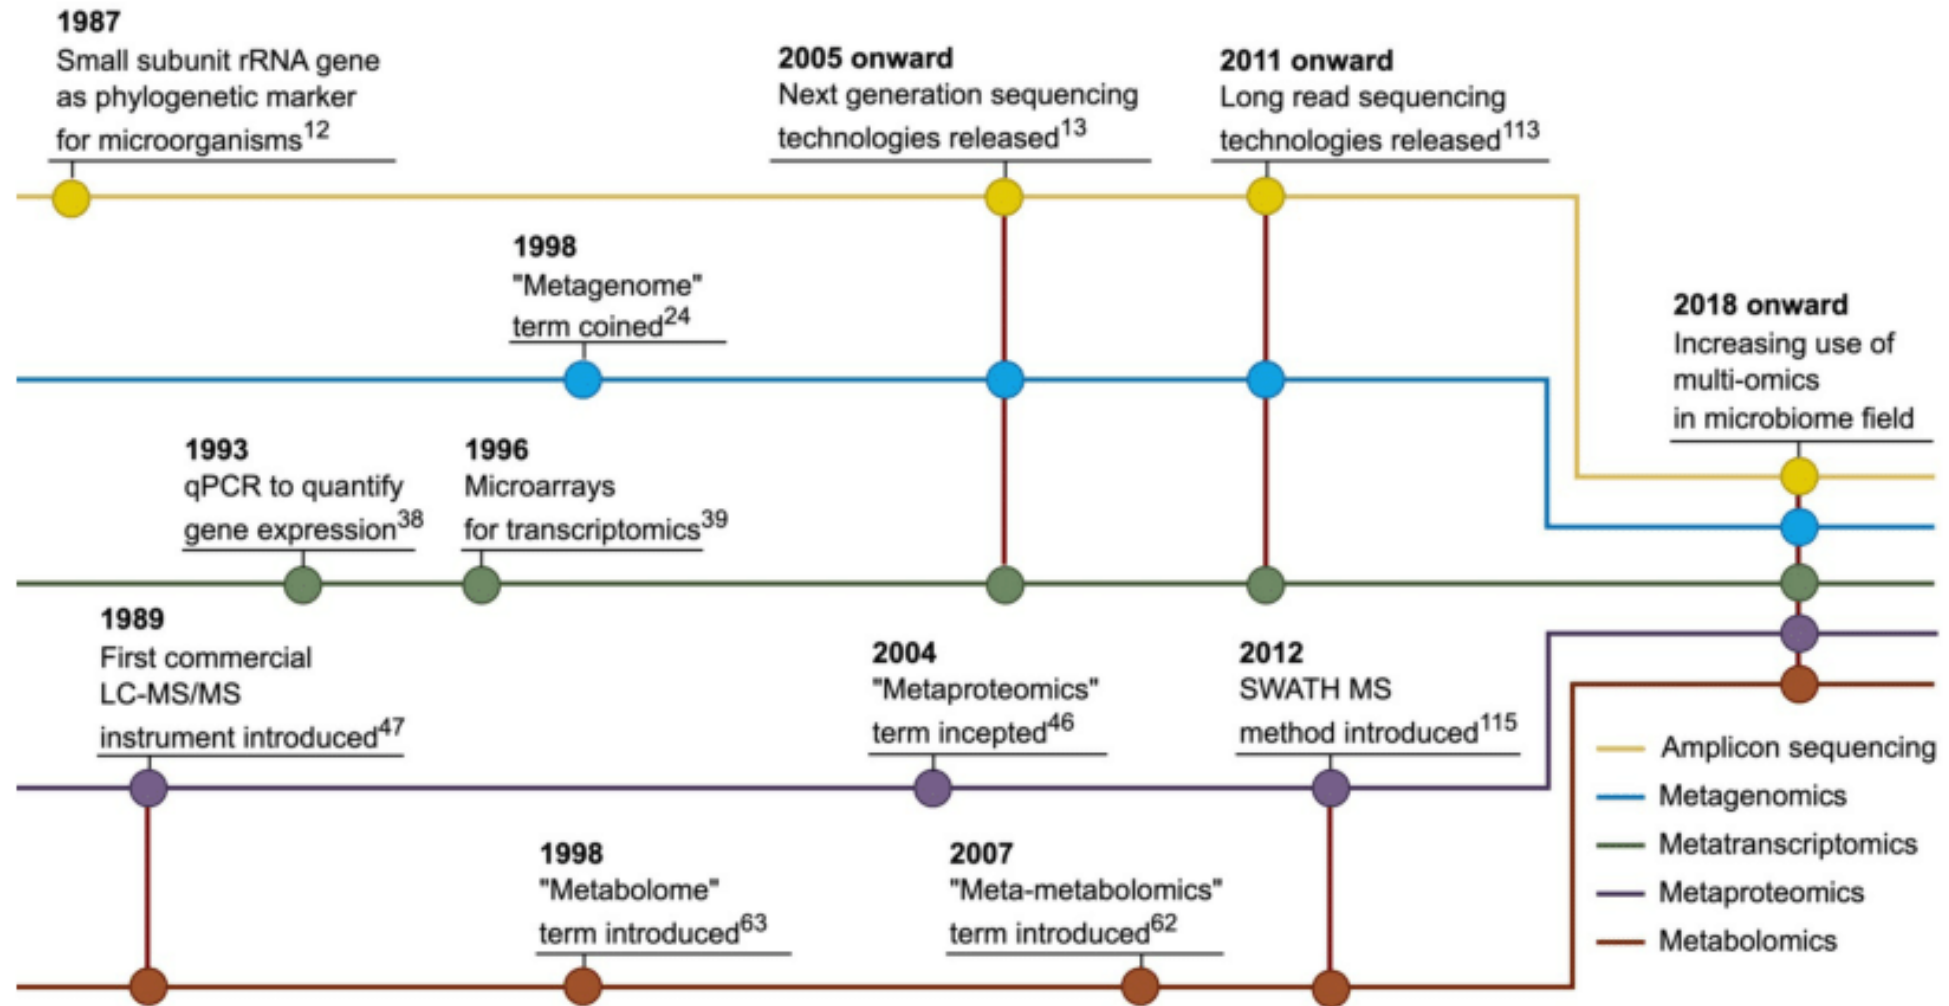 1987
Small subunit rRNA gene
as phylogenetic marker
for microorganisms12
2005 onward
Next generation sequencing
technologies released13
2011 onward
Long read sequencing
technologies released113
1998
"Metagenome"
term coined24
2018 onward
Increasing use of
multi-omics
in microbiome field
1993
qPCR to quantify
gene expression38
1996
Microarrays
for transcriptomics39
1989
First commercial
LC-MS/MS
instrument introduced47
2004
"Metaproteomics"
term incepted46
2012
SWATH MS
method introduced115
1998
"Metabolome"
term introduced63
2007
"Meta-metabolomics"
term introduced62
Amplicon sequencing
Metagenomics
Metatranscriptomics
Metaproteomics
Metabolomics